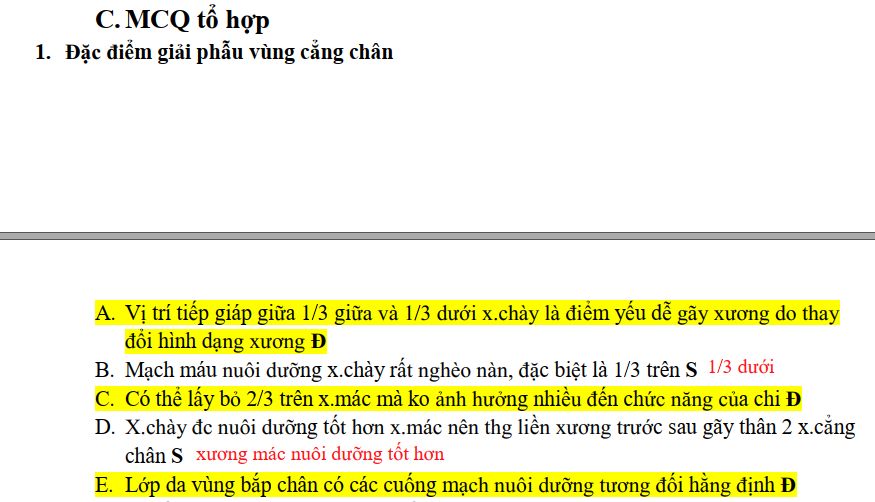 C. MCQ tổ hợp
1. Đặc điểm giải phẫu vùng cẳng chân
A. Vị trí tiếp giáp giữa 1/3 giữa và 1/3 dưới x.chày là điểm yếu dễ gãy xương do thay
đổi hình dạng xương Đ
B. Mạch máu nuôi dưỡng x.chày rất nghèo nàn, đặc biệt là 1/3 trên S 1/3 dưới
C. Có thể lấy bỏ 2/3 trên x.mác mà ko ảnh hưởng nhiều đến chức năng của chi Đ
D. X.chày đc nuôi dưỡng tốt hơn x.mác nên thg liền xương trước sau gãy thân 2 x.cẳng
chân S xương mác nuôi dưỡng tốt hơn
E. Lớp da vùng bắp chân có các cuống mạch nuôi dưỡng tương đối hằng định Đ